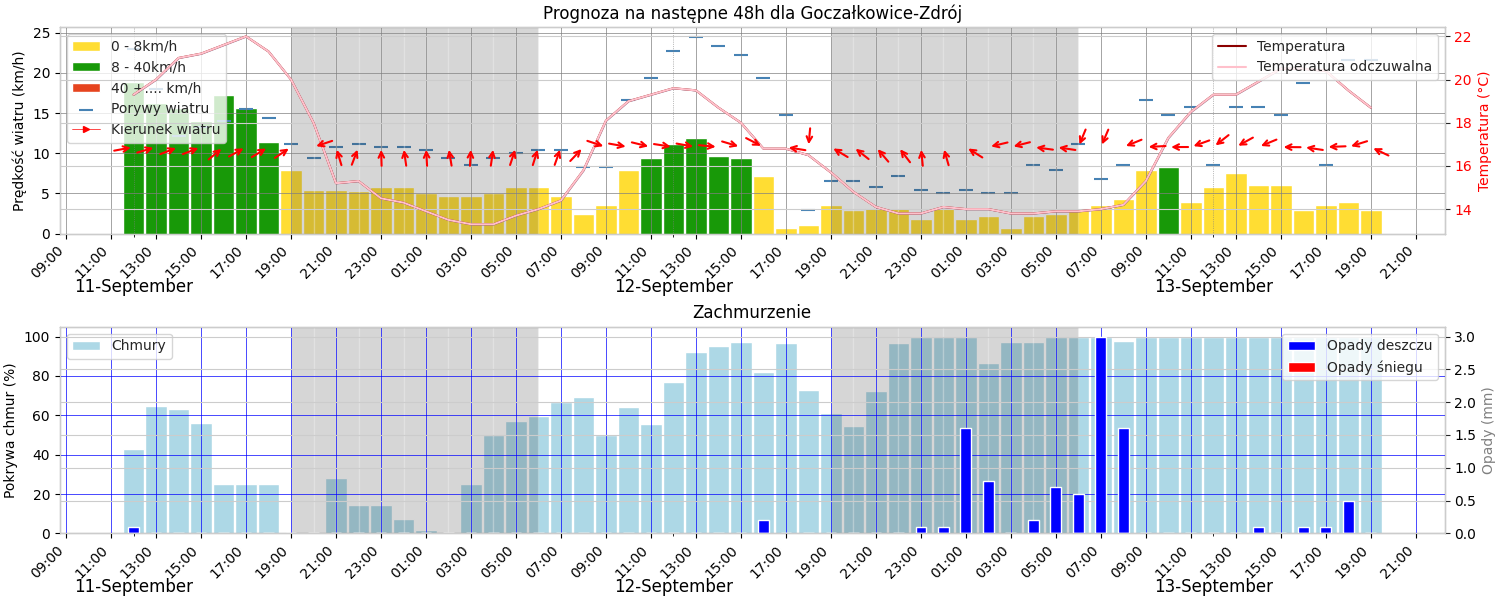 Prognoza na następne 48h dla Goczałkowice-Zdrój
Prędkość wiatru (km/h)
25
20
15
10
5
0
0 - 8km/h
8 - 40km/h
40 +.... km/h
Porywy wiatru
Kierunek wiatru
Temperatura
Temperatura odczuwalna
22
20
18
16
14
Temperatura (°C)
09:00 11:00 13:00 15:00 17:00 19:00 21:00 23:00 01:00 03:00 05:00 07:00 09:00 11:00 13:00 15:00 17:00 19:00 21:00 23:00 01:00 03:00 05:00 07:00 09:00 11:00 13:00 15:00 17:00 19:00 21:00
11-September 12-September 13-September
Zachmurzenie
Pokrywa chmur (%)
100
80
60
40
20
0
Chmury
Opady deszczu
Opady śniegu
3.0
2.5
2.0
1.5
1.0
0.5
0.0
Opady (mm)
09:00 11:00 13:00 15:00 17:00 19:00 21:00 23:00 01:00 03:00 05:00 07:00 09:00 11:00 13:00 15:00 17:00 19:00 21:00 23:00 01:00 03:00 05:00 07:00 09:00 11:00 13:00 15:00 17:00 19:00 21:00
11-September 12-September 13-September